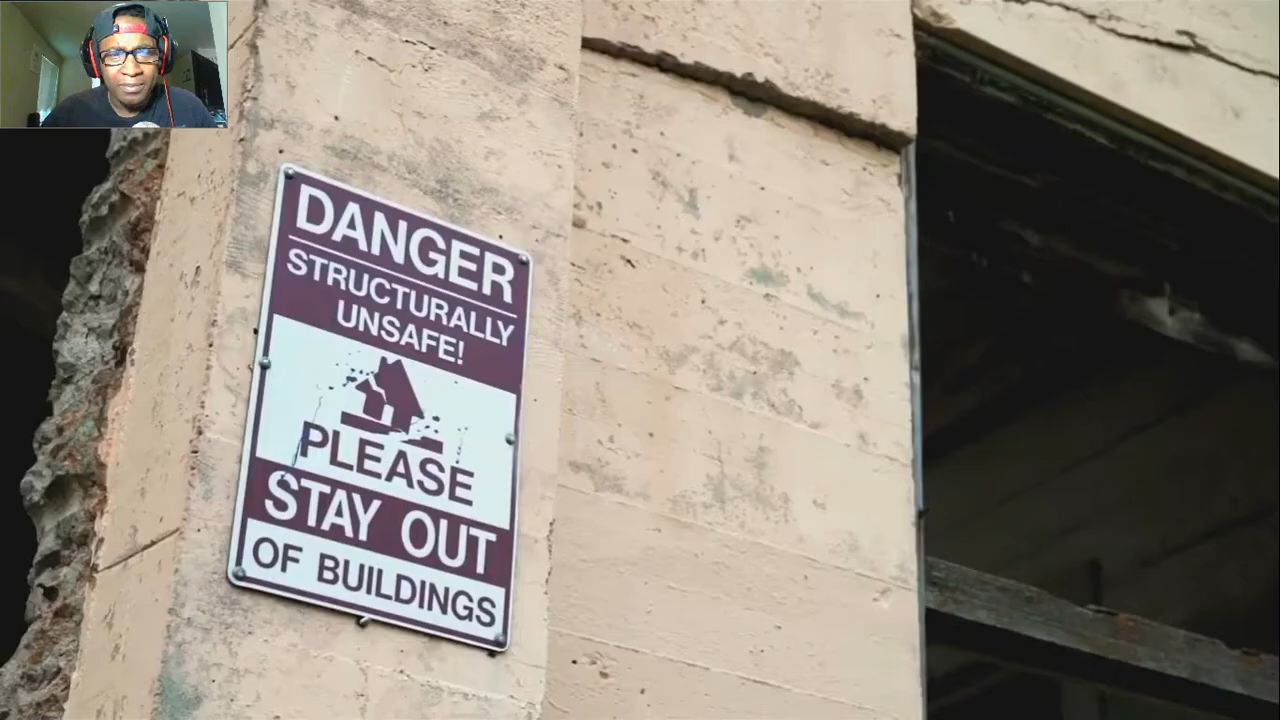 DANGER
STRUCTURALLY
UNSAFE!
PLEASE
STAY OUT
OF BUILDINGS